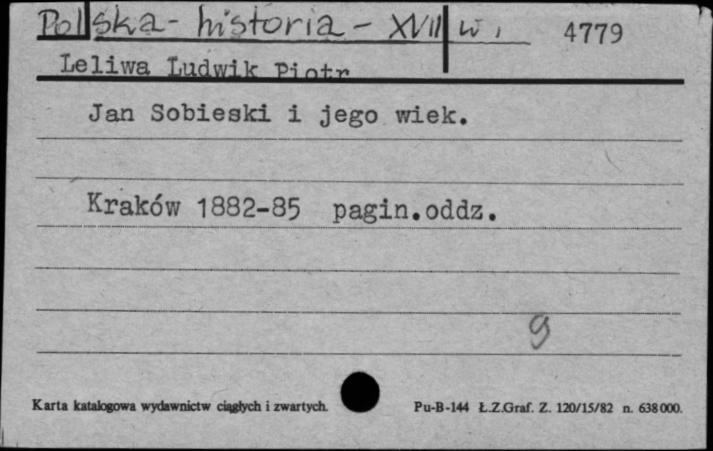 Polska - historia - XVII w. 4779
Leliwa Ludwik Piotr
Jan Sobieski i jego wiek.
Kraków 1882-85 pagin.oddz.
9
Karta katalogowa wydawnictw ciągłych i zwartych. Pu-B-144 Ł.Z.Graf. Z. 120/15/82 n. 638000.